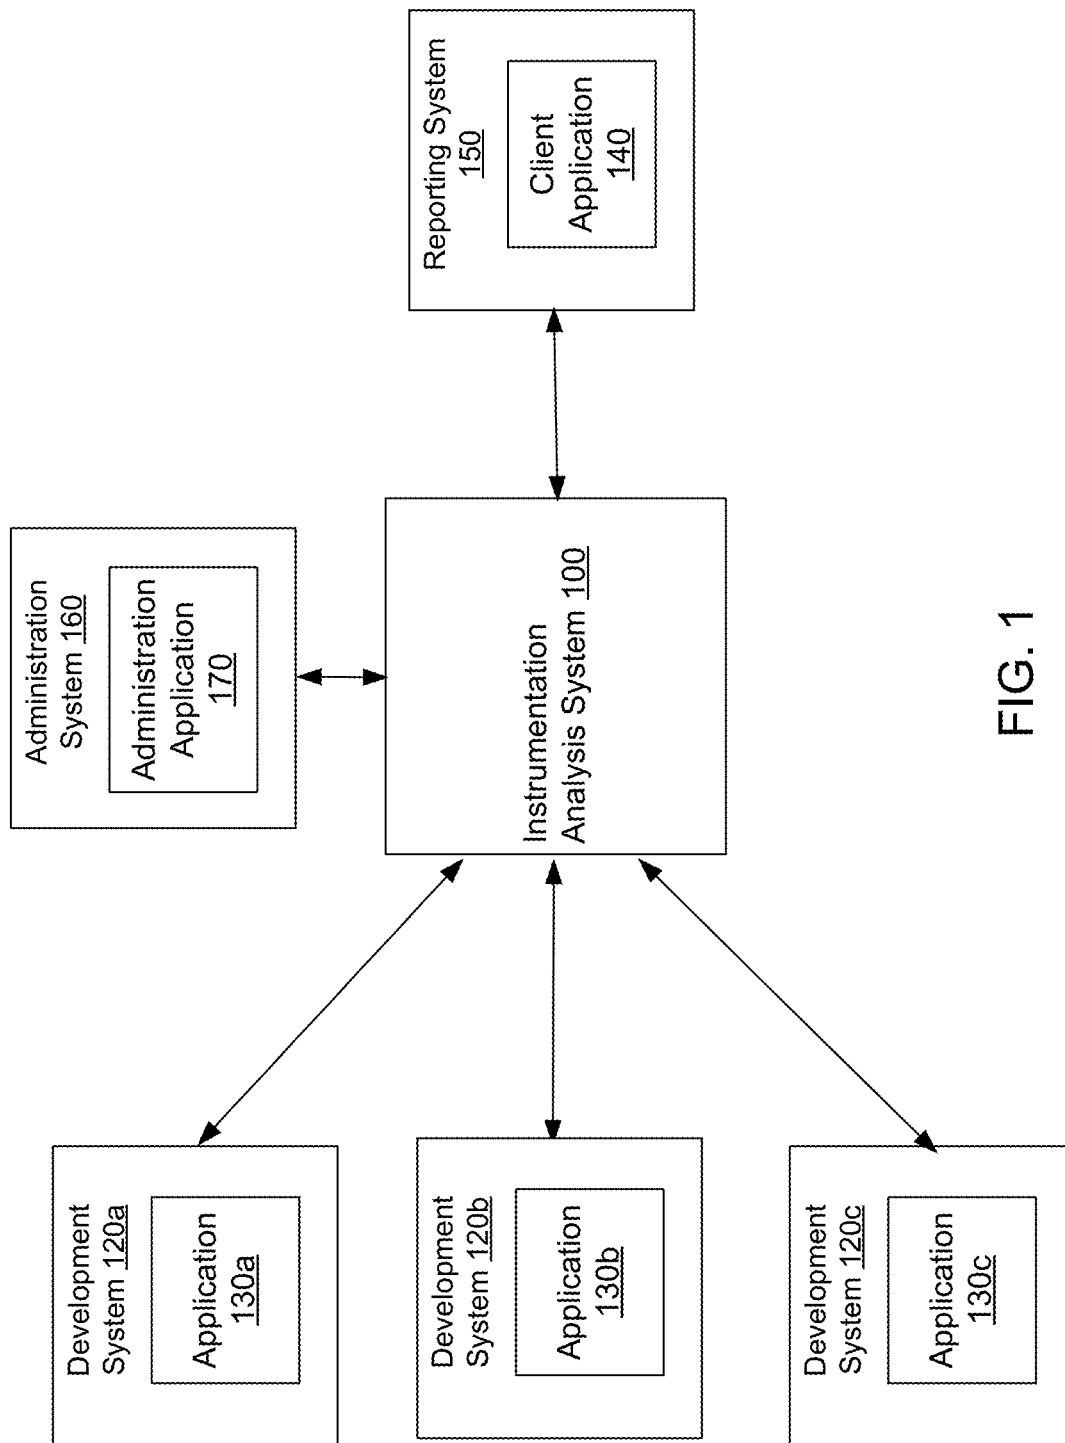 Administration
System 160
Administration
Application
170
Development
System 120a
Application
130a
Development
System 120b
Application
130b
Development
System 120c
Application
130c
Instrumentation
Analysis System 100
Reporting System
150
Client
Application
140
FIG. 1